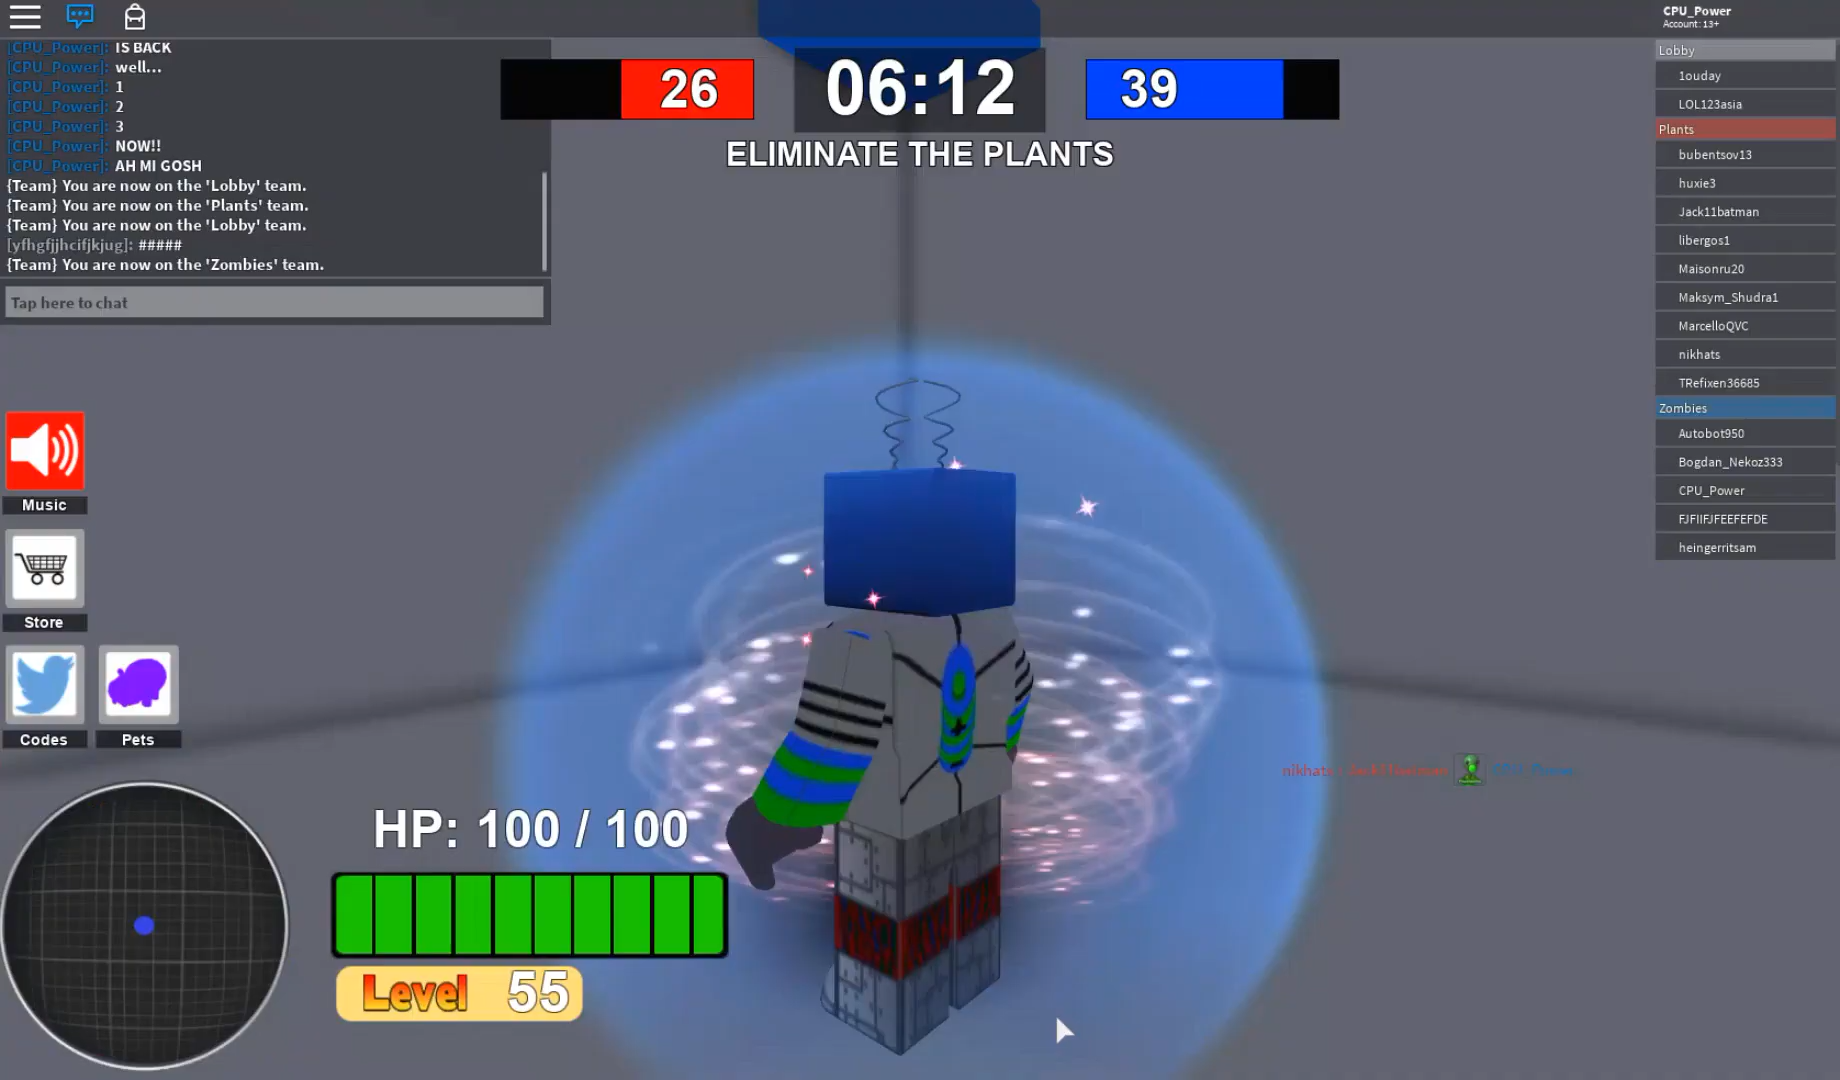 CPU_Power
Account: 13+
[CPU_Power]: IS BACK
[CPU_Power]: well...
[CPU_Power]: 1
[CPU_Power]: 2
[CPU_Power]: 3
[CPU_Power]: NOW!!
[CPU_Power]: AH MI GOSH
{Team} You are now on the 'Lobby' team.
{Team} You are now on the 'Plants' team.
{Team} You are now on the 'Lobby' team.
[yfhgfjjhcifjkjug]: #####
{Team} You are now on the 'Zombies' team.
Tap here to chat
26
06:12
39
ELIMINATE THE PLANTS
Lobby
1ouday
LOL123asia
Plants
bubentsov13
huxie3
Jack11batman
libergos1
Maisonru20
Maksym_Shudra1
MarcelloQVC
nikhats
TRefixen36685
Zombies
Autobot950
Bogdan_Nekoz333
CPU_Power
FJFIIFJFEEFEFDE
heingerritsam
Music
Store
Codes
Pets
nikhats
CPU_Power
HP: 100 / 100
Level 55